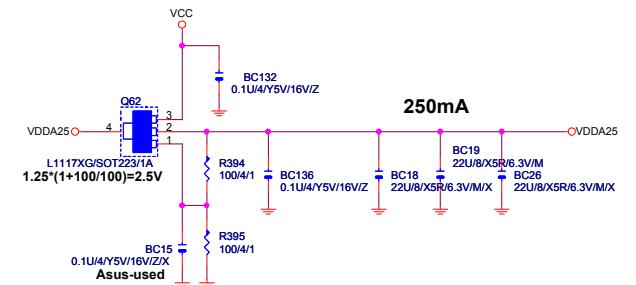 VCC
BC132
0.1U/4/Y5V/16V/Z
Q62
3
4
2
1
VDDA25
250mA
VDDA25
L1117XG/SOT223/1A
1.25*(1+100/100)=2.5V
R394
100/4/1
BC136
0.1U/4/Y5V/16V/Z
BC18
22U/8/X5R/6.3V/M/X
BC19
22U/8/X5R/6.3V/M
BC26
22U/8/X5R/6.3V/M/X
R395
100/4/1
BC15
0.1U/4/Y5V/16V/Z/X
Asus-used